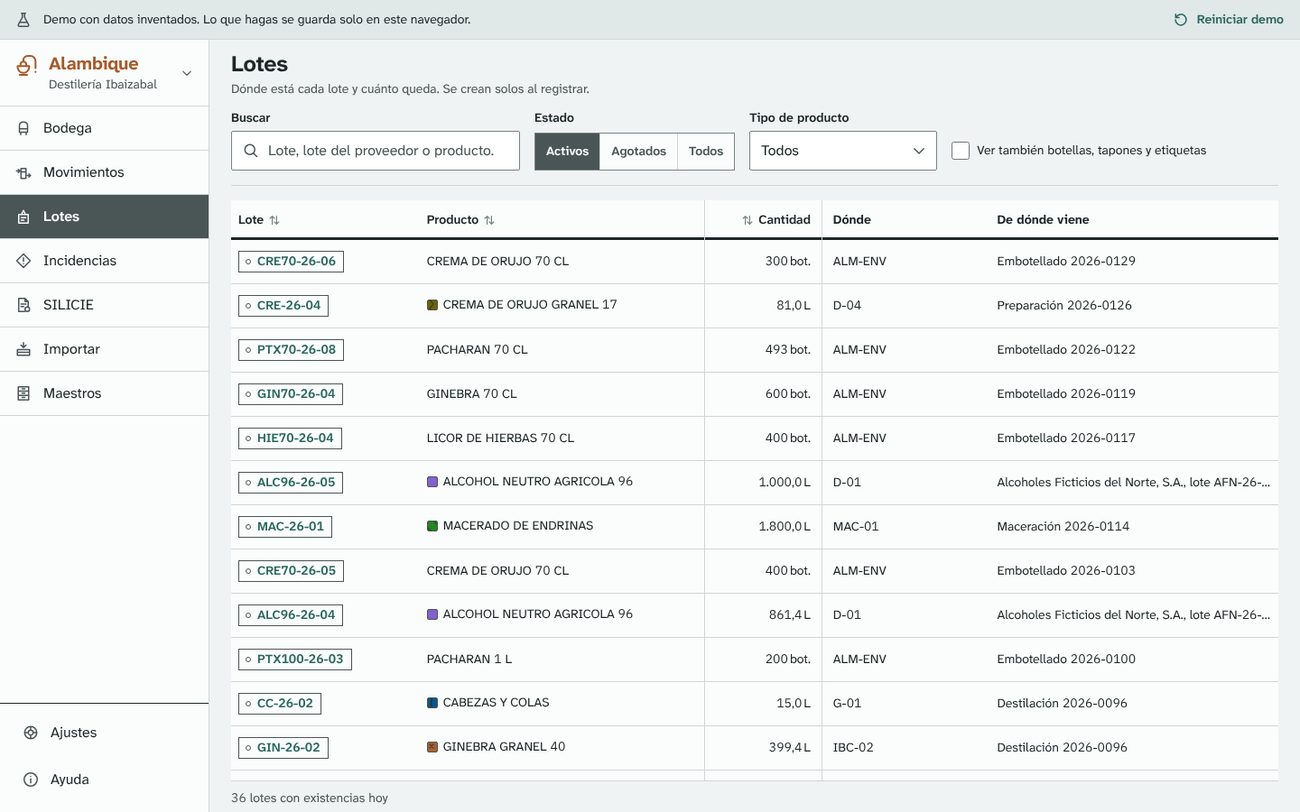 Demo con datos inventados. Lo que hagas se guarda solo en este navegador.
Reiniciar demo
Alambique
Destilería Ibaizabal
Bodega
Movimientos
Lotes
Incidencias
SILICIE
Importar
Maestros
Ajustes
Ayuda
Lotes
Dónde está cada lote y cuánto queda. Se crean solos al registrar.
Buscar
Lote, lote del proveedor o producto.
Estado
Activos Agotados Todos
Tipo de producto
Todos
Ver también botellas, tapones y etiquetas
Lote Producto Cantidad Dónde De dónde viene
CRE70-26-06 CREMA DE ORUJO 70 CL 300 bot. ALM-ENV Embotellado 2026-0129
CRE-26-04 CREMA DE ORUJO GRANEL 17 81,0 L D-04 Preparación 2026-0126
PTX70-26-08 PACHARAN 70 CL 493 bot. ALM-ENV Embotellado 2026-0122
GIN70-26-04 GINEBRA 70 CL 600 bot. ALM-ENV Embotellado 2026-0119
HIE70-26-04 LICOR DE HIERBAS 70 CL 400 bot. ALM-ENV Embotellado 2026-0117
ALC96-26-05 ALCOHOL NEUTRO AGRICOLA 96 1.000,0 L D-01 Alcoholes Ficticios del Norte, S.A., lote AFN-26-...
MAC-26-01 MACERADO DE ENDRINAS 1.800,0 L MAC-01 Maceración 2026-0114
CRE70-26-05 CREMA DE ORUJO 70 CL 400 bot. ALM-ENV Embotellado 2026-0103
ALC96-26-04 ALCOHOL NEUTRO AGRICOLA 96 861,4 L D-01 Alcoholes Ficticios del Norte, S.A., lote AFN-26-...
PTX100-26-03 PACHARAN 1 L 200 bot. ALM-ENV Embotellado 2026-0100
CC-26-02 CABEZAS Y COLAS 15,0 L G-01 Destilación 2026-0096
GIN-26-02 GINEBRA GRANEL 40 399,4 L IBC-02 Destilación 2026-0096
36 lotes con existencias hoy